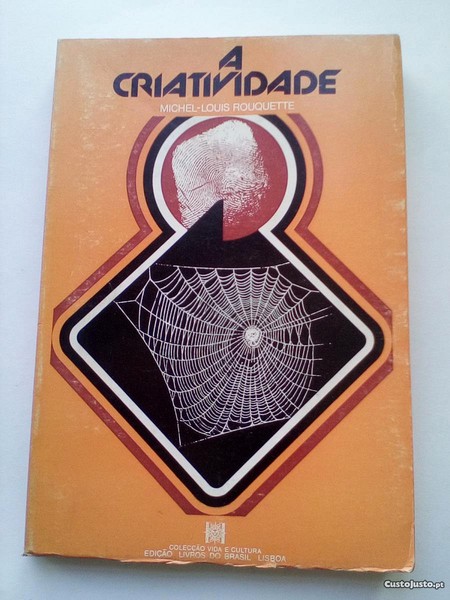 A
CRIATIVIDADE
MICHEL-LOUIS ROUQUETTE
COLECÇÃO VIDA E CULTURA
EDIÇÃO LIVROS DO BRASIL LISBOA
CustoJusto.pt